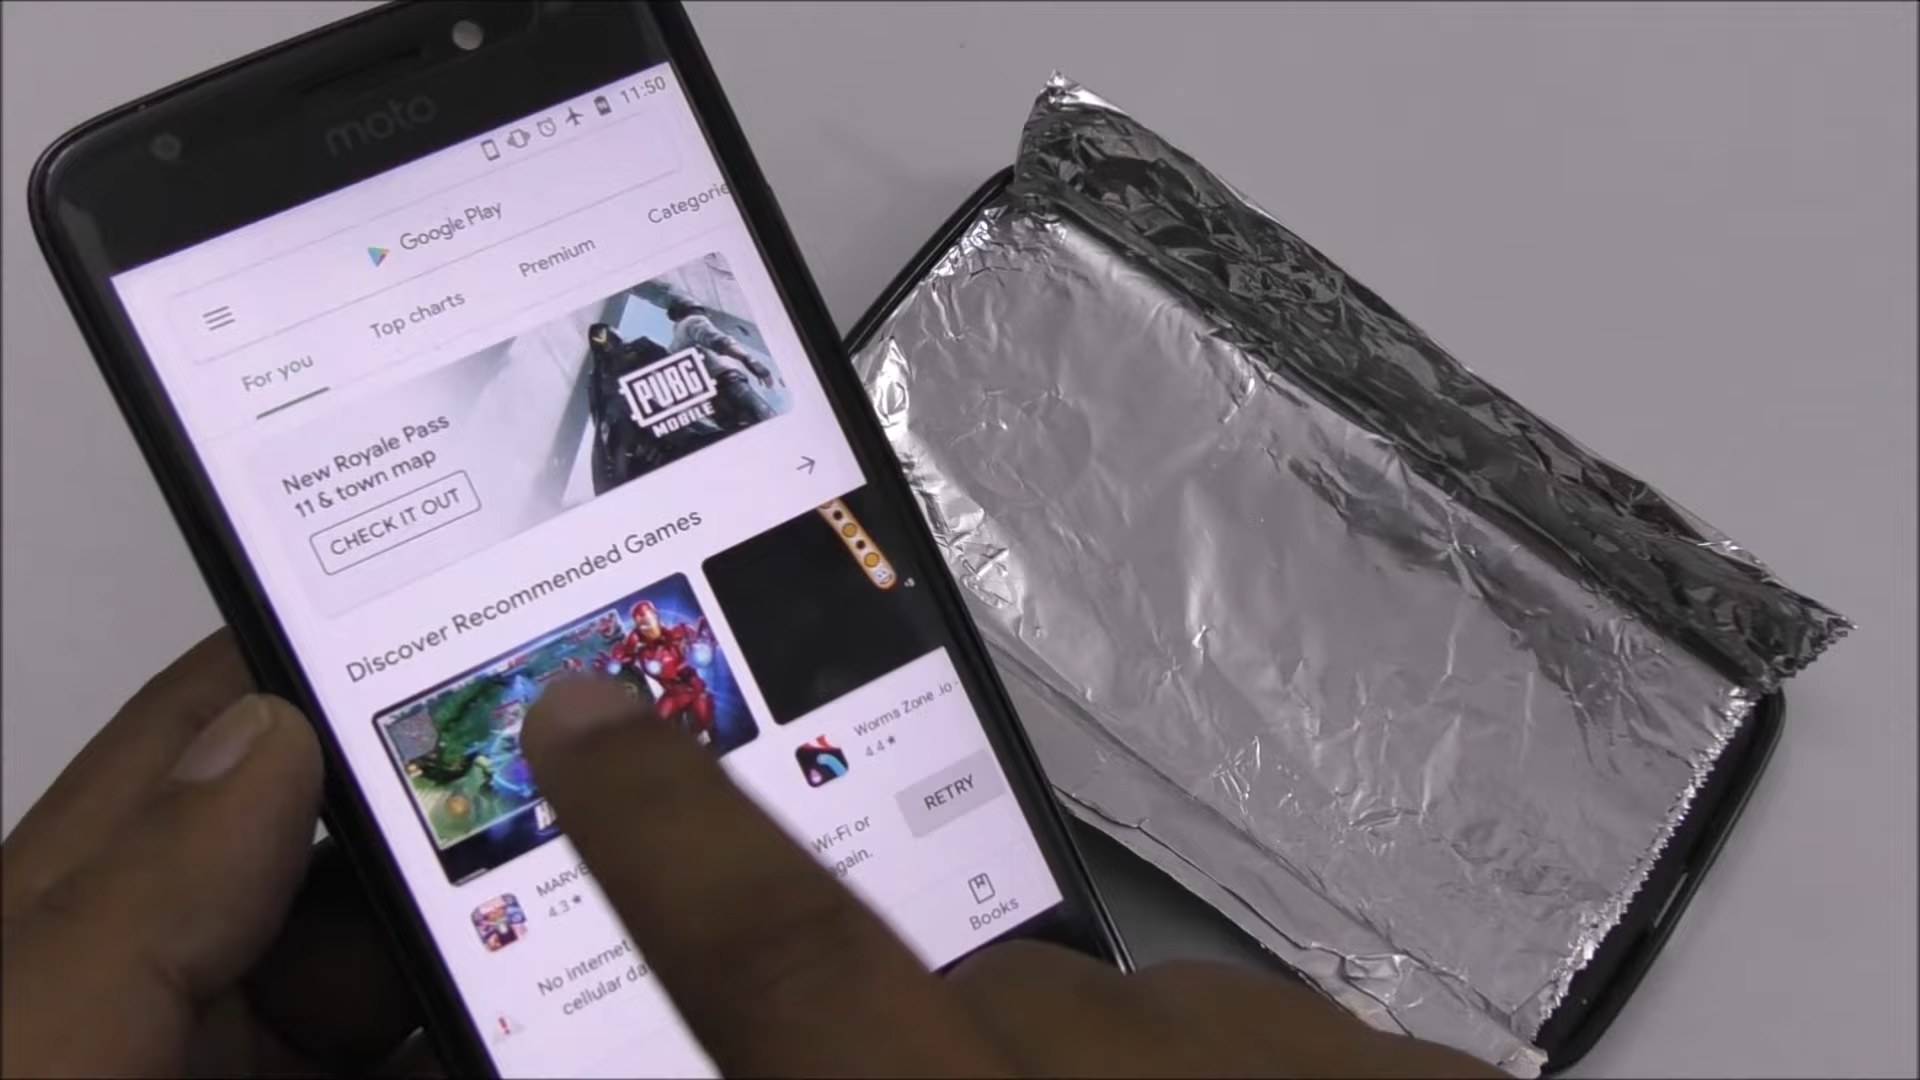 moto
11:50
Google Play
For you
Top charts
Premium
Categorie
New Royale Pass
11 & town map
CHECK IT OUT
PUBG
MOBILE
Discover Recommended Games
MARVE
4.3 ★
Worms Zone .io -
4.4 ★
No internet
cellular da
Wi-Fi or
again.
RETRY
Books